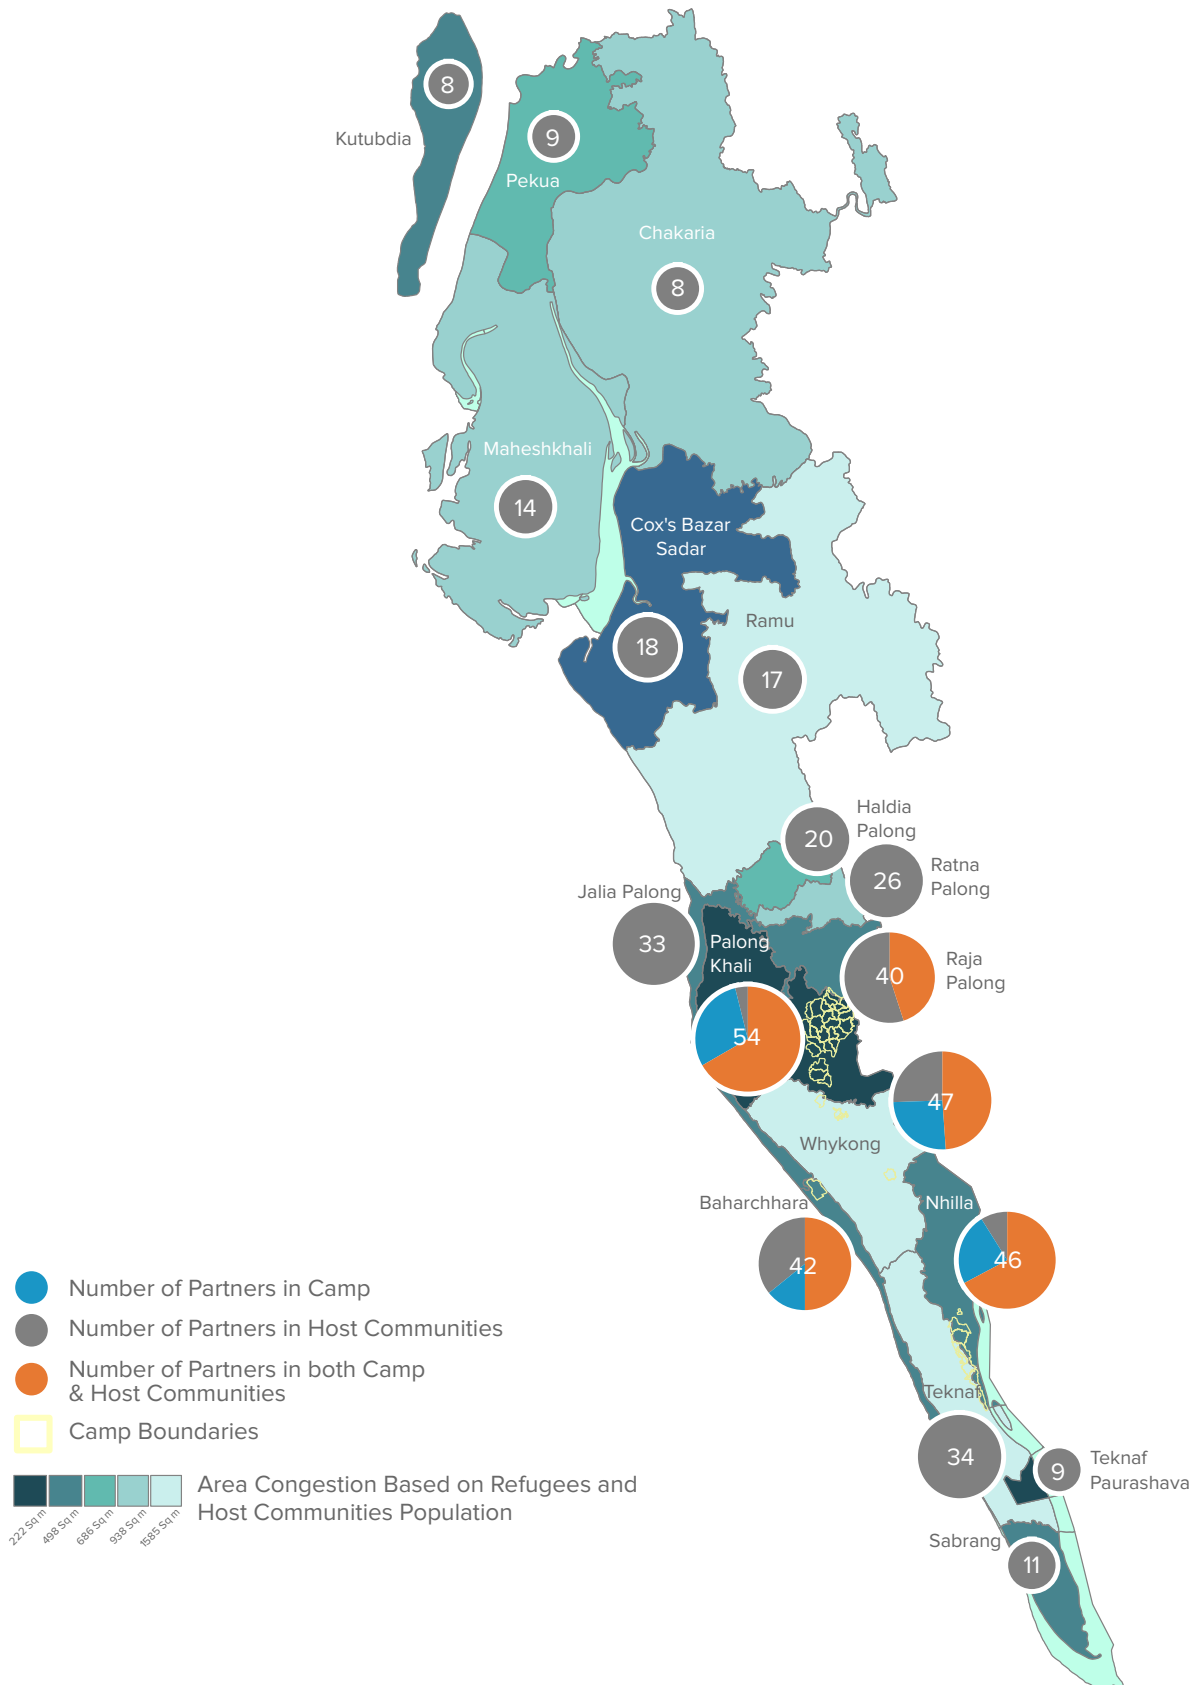 8
Kutubdia
9
Pekua
Chakaria
8
Maheshkhali
14
Cox's Bazar
Sadar
18
Ramu
17
Haldia
Palong
20
Ratna
Palong
26
Jalia Palong
33
Palong
Khali
40
Raja
Palong
54
47
Whykong
Baharchhara
42
Nhilla
46
Teknaf
34
9
Teknaf
Paurashava
Sabrang
11
Number of Partners in Camp
Number of Partners in Host Communities
Number of Partners in both Camp
& Host Communities
Camp Boundaries
Area Congestion Based on Refugees and
Host Communities Population
222 Sq m
498 Sq m
686 Sq m
938 Sq m
1585 Sq m